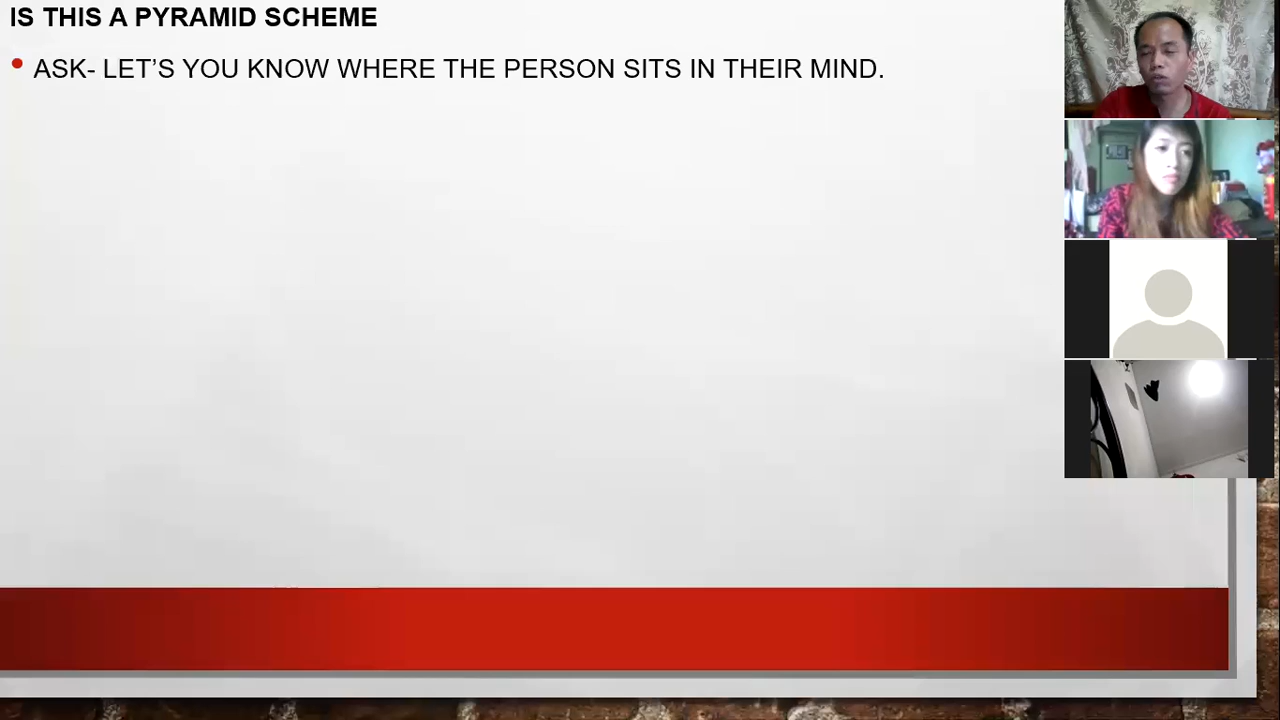 IS THIS A PYRAMID SCHEME
• ASK- LET’S YOU KNOW WHERE THE PERSON SITS IN THEIR MIND.